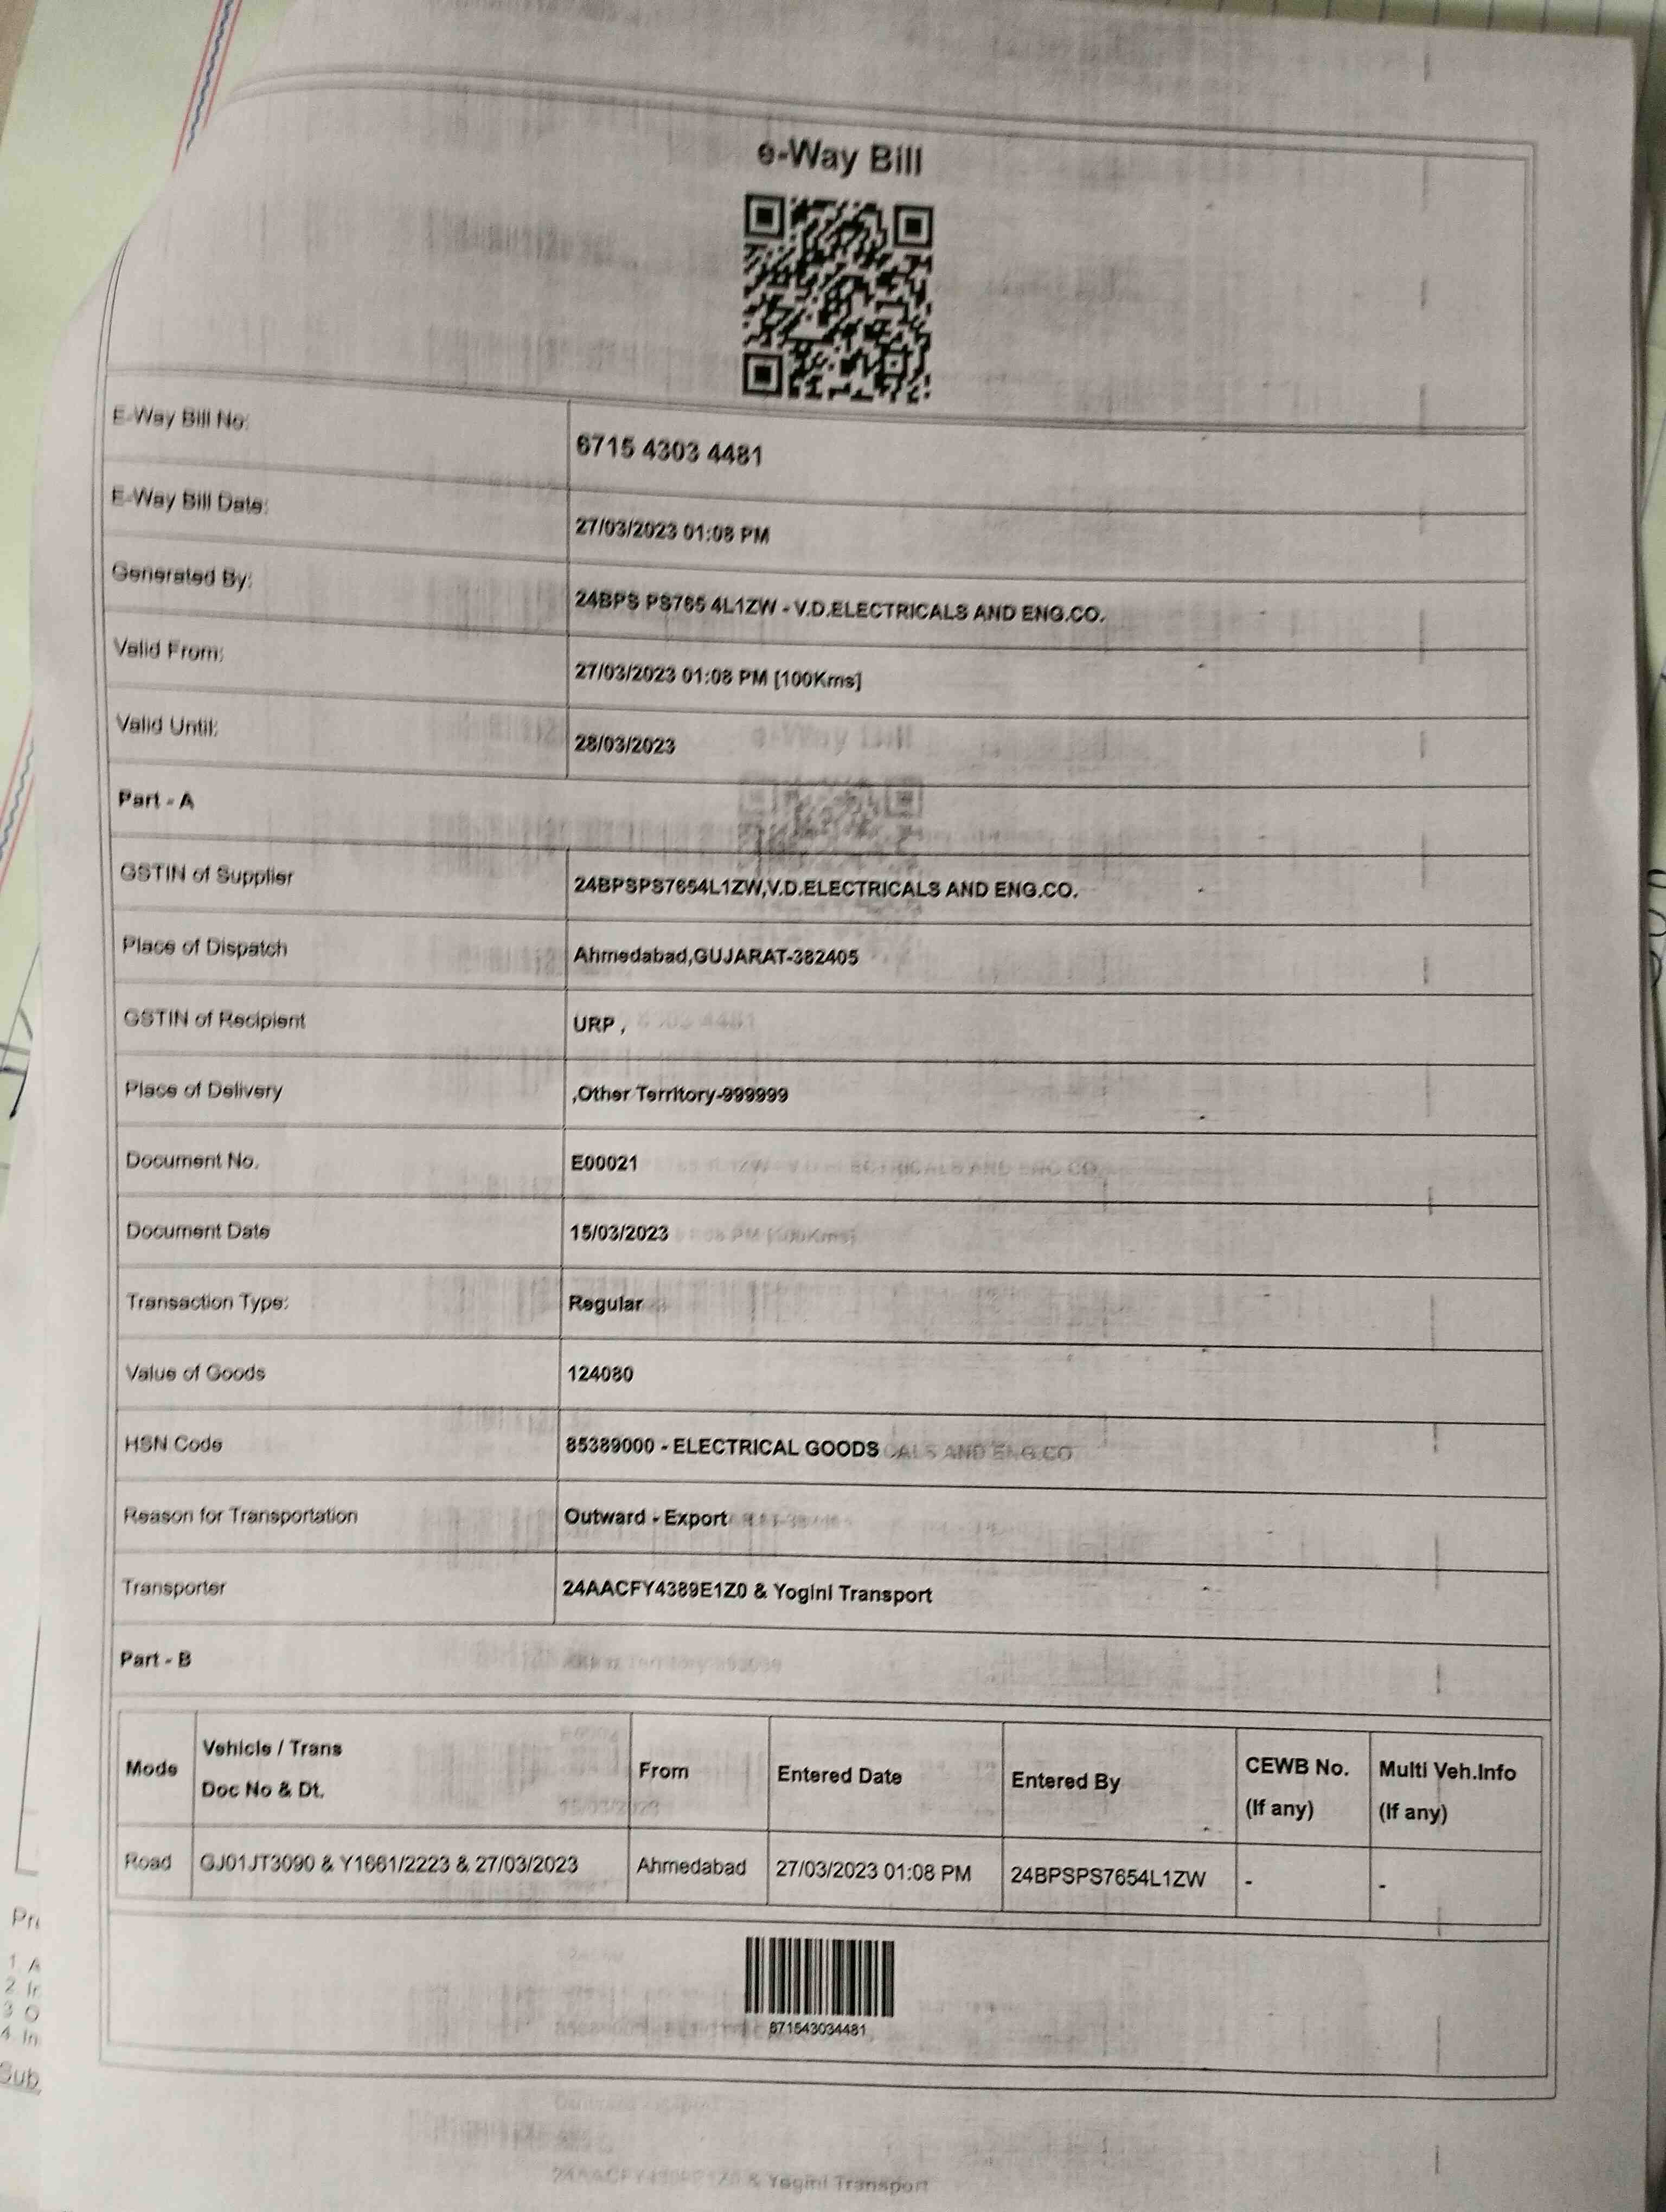 e-Way Bill
E-Way Bill No: 6715 4303 4481
E-Way Bill Date: 27/03/2023 01:08 PM
Generated By: 24BPS PS765 4L1ZW - V.D.ELECTRICALS AND ENG.CO.
Valid From: 27/03/2023 01:08 PM [100Kms]
Valid Until: 28/03/2023
Part - A
GSTIN of Supplier 24BPSPS7654L1ZW,V.D.ELECTRICALS AND ENG.CO.
Place of Dispatch Ahmedabad,GUJARAT-382405
GSTIN of Recipient URP ,
Place of Delivery ,Other Territory-999999
Document No. E00021
Document Date 15/03/2023
Transaction Type: Regular
Value of Goods 124080
HSN Code 85389000 - ELECTRICAL GOODS
Reason for Transportation Outward - Export
Transporter 24AACFY4389E1Z0 & Yogini Transport
Part - B
Mode Vehicle / Trans Doc No & Dt. From Entered Date Entered By CEWB No. (If any) Multi Veh.Info (If any)
Road GJ01JT3090 & Y1661/2223 & 27/03/2023 Ahmedabad 27/03/2023 01:08 PM 24BPSPS7654L1ZW - -
671543034481